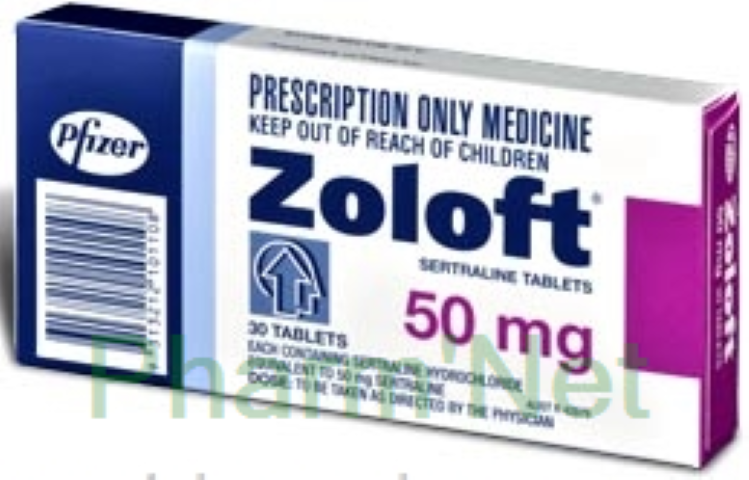 Pfizer
PRESCRIPTION ONLY MEDICINE
KEEP OUT OF REACH OF CHILDREN
Zoloft®
SERTRALINE TABLETS
50 mg
30 TABLETS
EACH CONTAINING SERTRALINE HYDROCHLORIDE
EQUIVALENT TO 50 mg SERTRALINE
DOSE: TO BE TAKEN AS DIRECTED BY THE PHYSICIAN
Zoloft
Pharm'Net